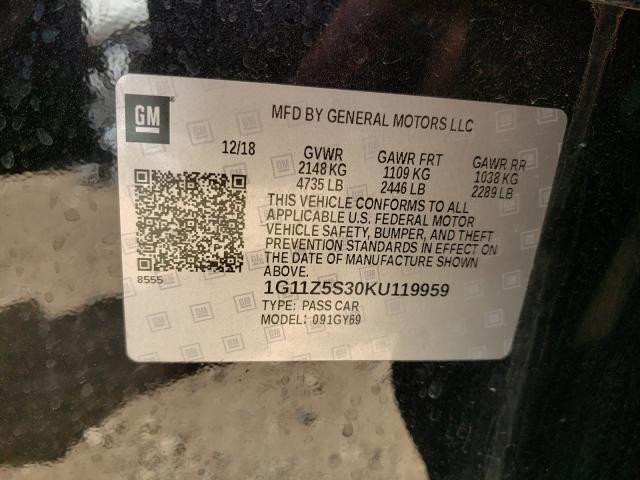 GM
MFD BY GENERAL MOTORS LLC
12/18 GVWR GAWR FRT GAWR RR
2148 KG 1109 KG 1038 KG
4735 LB 2446 LB 2289 LB
THIS VEHICLE CONFORMS TO ALL
APPLICABLE U.S. FEDERAL MOTOR
VEHICLE SAFETY, BUMPER, AND THEFT
PREVENTION STANDARDS IN EFFECT ON
THE DATE OF MANUFACTURE SHOWN
ABOVE.
8555
1G11Z5S30KU119959
TYPE: PASS CAR
MODEL: 091GY69